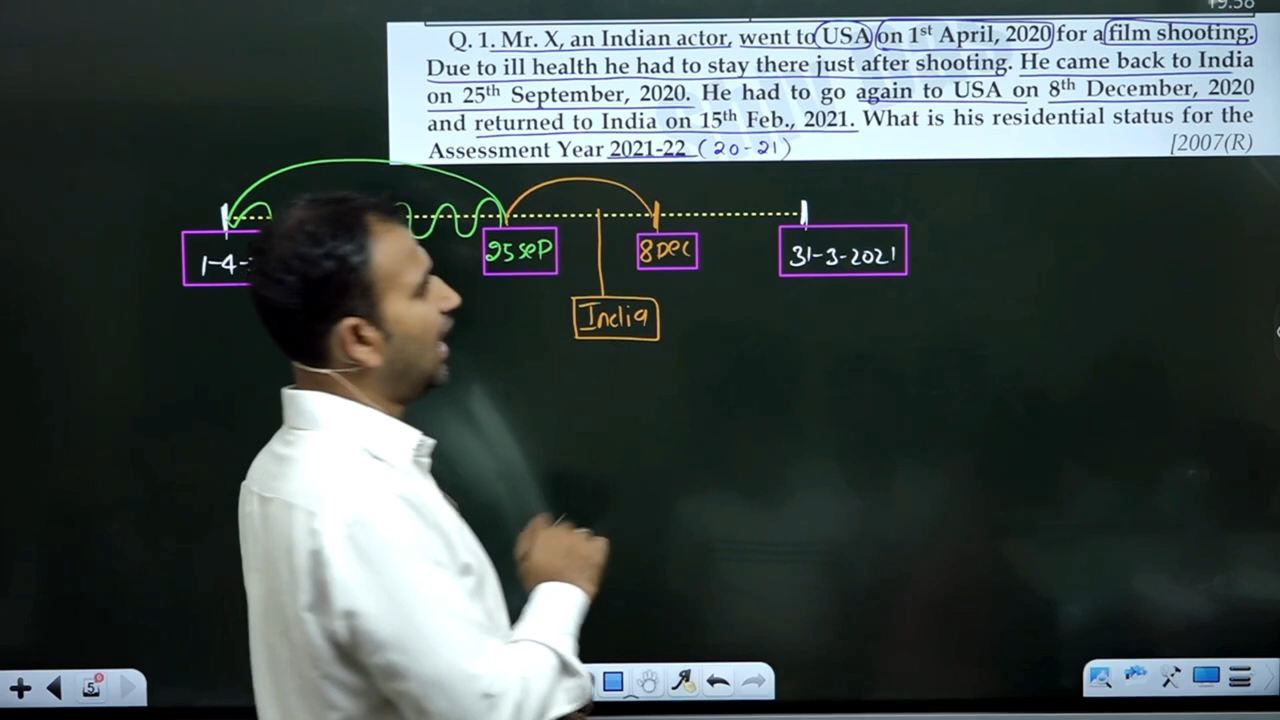 Q. 1. Mr. X, an Indian actor, went to USA on 1st April, 2020 for a film shooting.
Due to ill health he had to stay there just after shooting. He came back to India
on 25th September, 2020. He had to go again to USA on 8th December, 2020
and returned to India on 15th Feb., 2021. What is his residential status for the
Assessment Year 2021-22 (20-21) [2007(R)
1-4- 25 Sep 8 Dec 31-3-2021
India
5